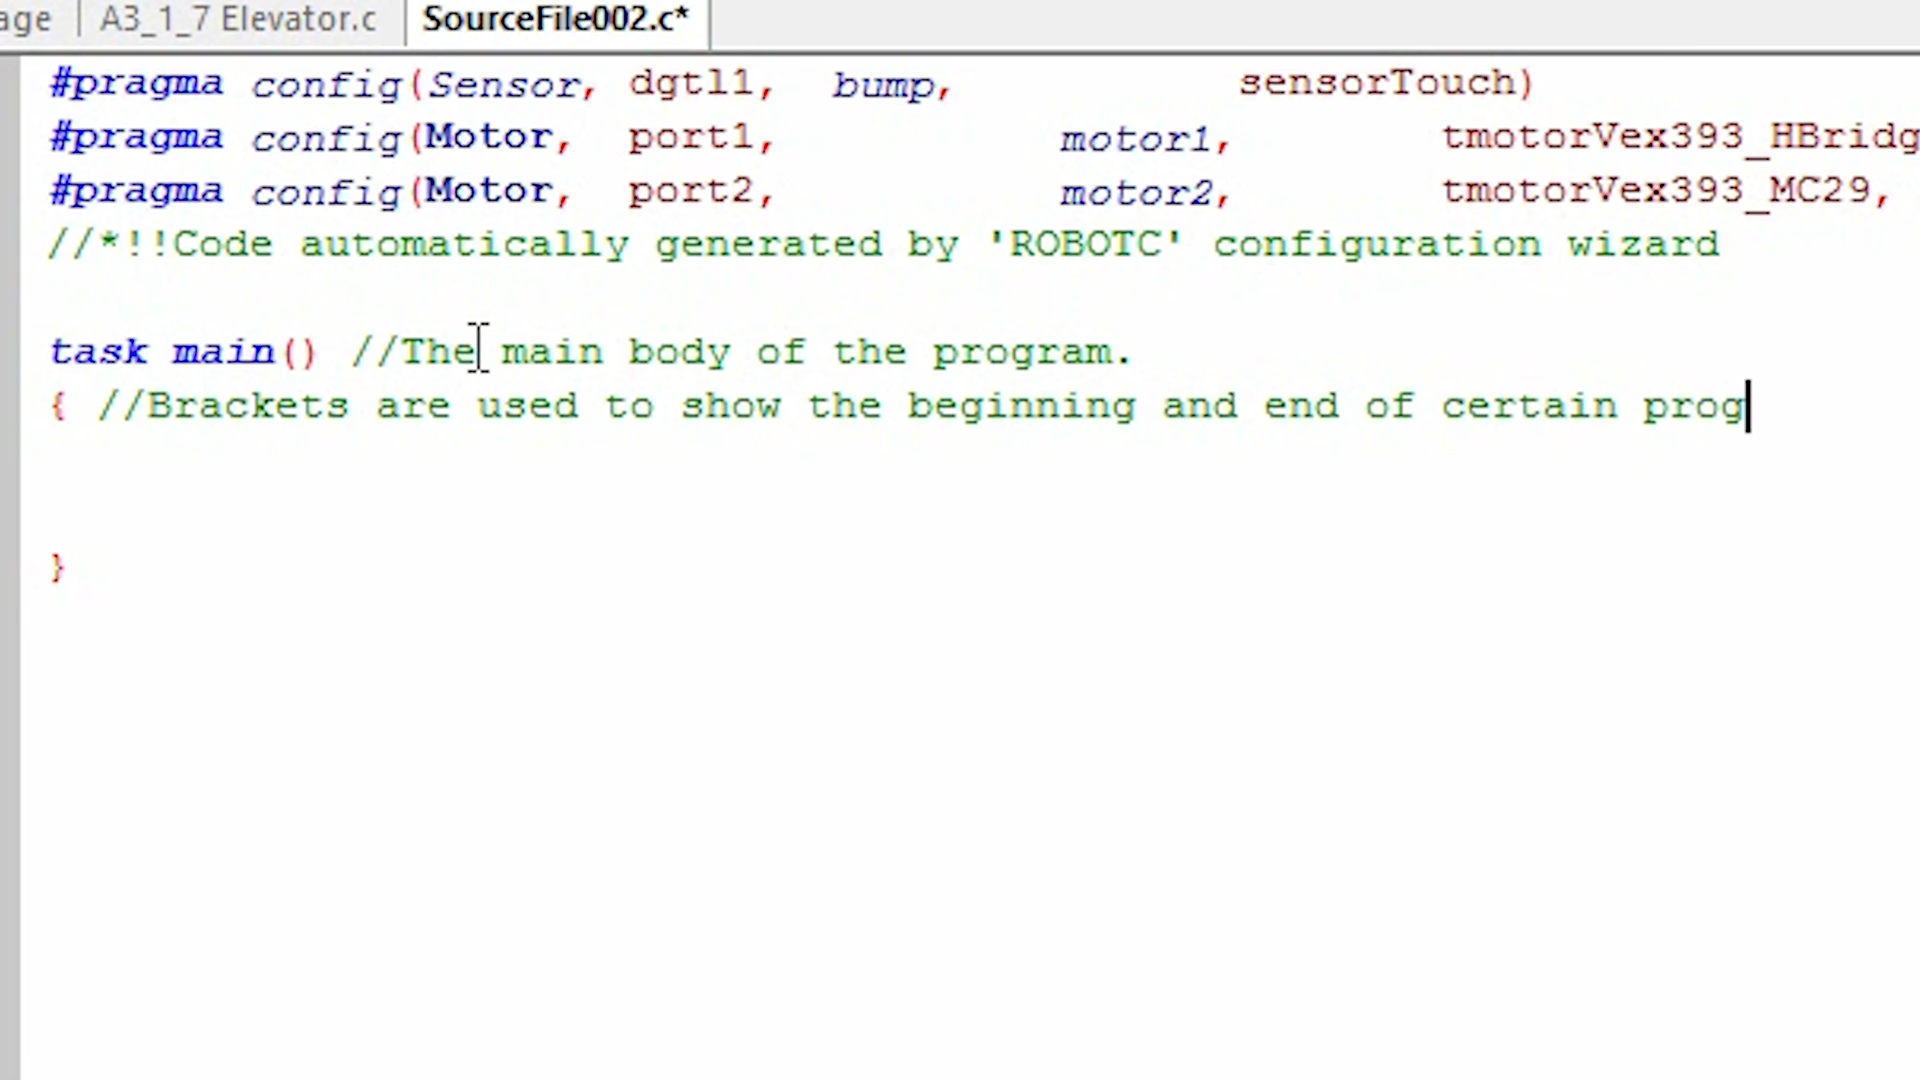 age A3_1_7 Elevator.c SourceFile002.c*
#pragma config(Sensor, dgtl1, bump, sensorTouch)
#pragma config(Motor, port1, motor1, tmotorVex393_HBridg
#pragma config(Motor, port2, motor2, tmotorVex393_MC29,
//*!!Code automatically generated by 'ROBOTC' configuration wizard
task main() //The main body of the program.
{ //Brackets are used to show the beginning and end of certain prog
}